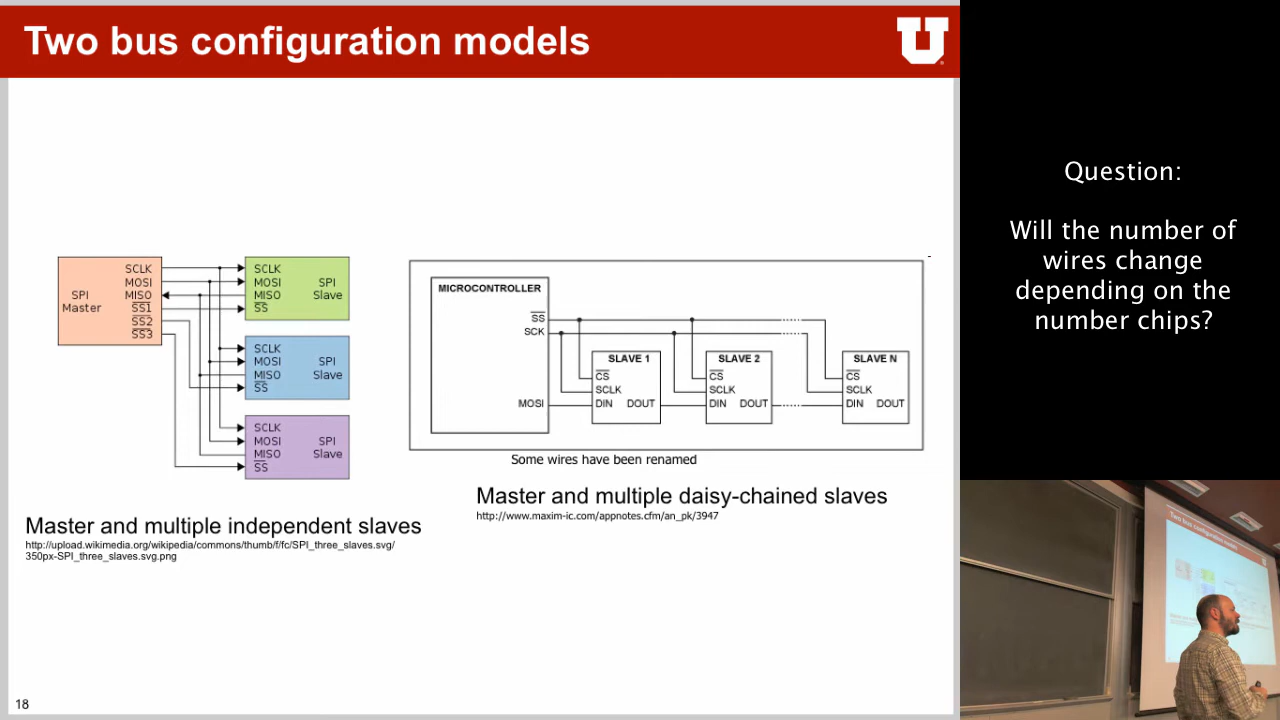 Two bus configuration models
U
SPI
Master
SCLK
MOSI
MISO
SS1
SS2
SS3
SCLK
MOSI
MISO
SS
SPI
Slave
SCLK
MOSI
MISO
SS
SPI
Slave
SCLK
MOSI
MISO
SS
SPI
Slave
Master and multiple independent slaves
http://upload.wikimedia.org/wikipedia/commons/thumb/f/fc/SPI_three_slaves.svg/
350px-SPI_three_slaves.svg.png
MICROCONTROLLER
SS
SCK
MOSI
SLAVE 1
CS
SCLK
DIN DOUT
SLAVE 2
CS
SCLK
DIN DOUT
SLAVE N
CS
SCLK
DIN DOUT
Some wires have been renamed
Master and multiple daisy-chained slaves
http://www.maxim-ic.com/appnotes.cfm/an_pk/3947
18
Question:
Will the number of
wires change
depending on the
number chips?
Two bus configuration models